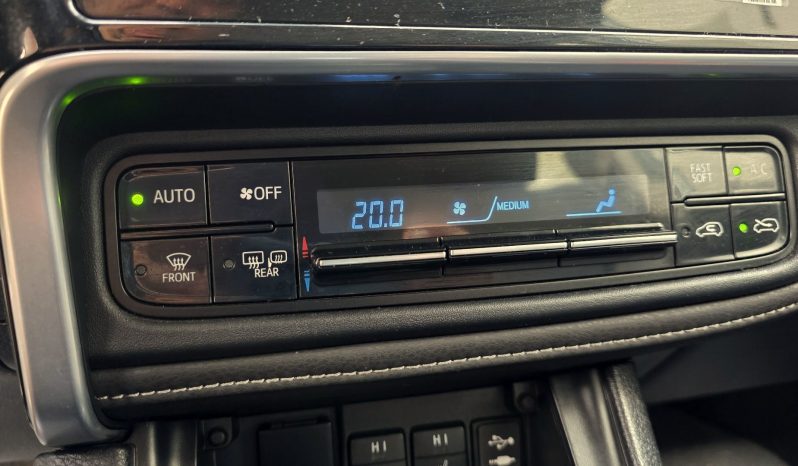 AUTO
OFF
20.0
MEDIUM
FAST
SOFT
A/C
FRONT
REAR
HI
HI